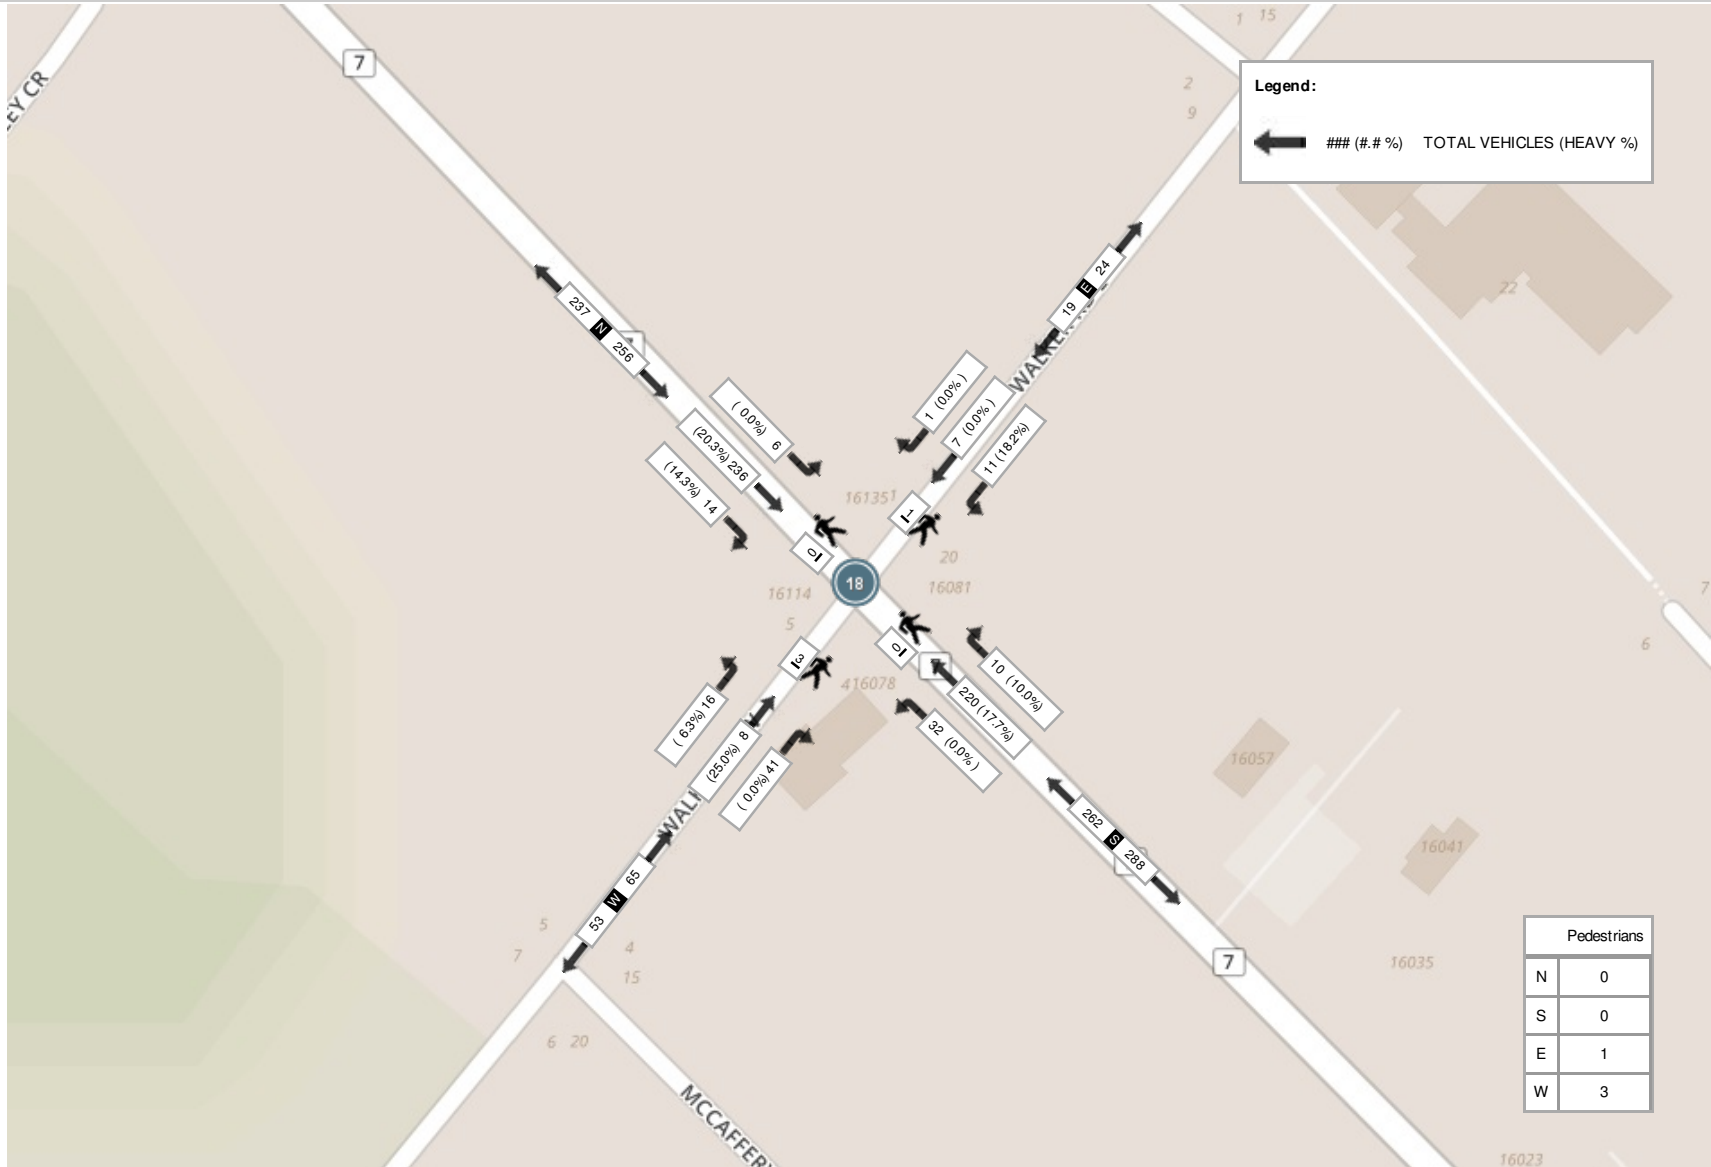 1 15
7
2
9
Legend:
### (#.# %) TOTAL VEHICLES (HEAVY %)
EY CR
22
237 N 256
19 E 24
( 0.0%) 6
(20.3%) 236
(14.3%) 14
1 (0.0% )
7 (0.0% )
11 (18.2%)
161351
1
0
18
20
16081
16114
5
7
6
3
0
10 (10.0%)
220 (17.7%)
32 (0.0% )
416078
( 6.3%) 16
(25.0%) 8
( 0.0%) 41
16057
262 S 288
16041
53 W 65
5
7
4
15
7
16035
Pedestrians
N 0
S 0
E 1
W 3
6 20
MCCAFFER
16023